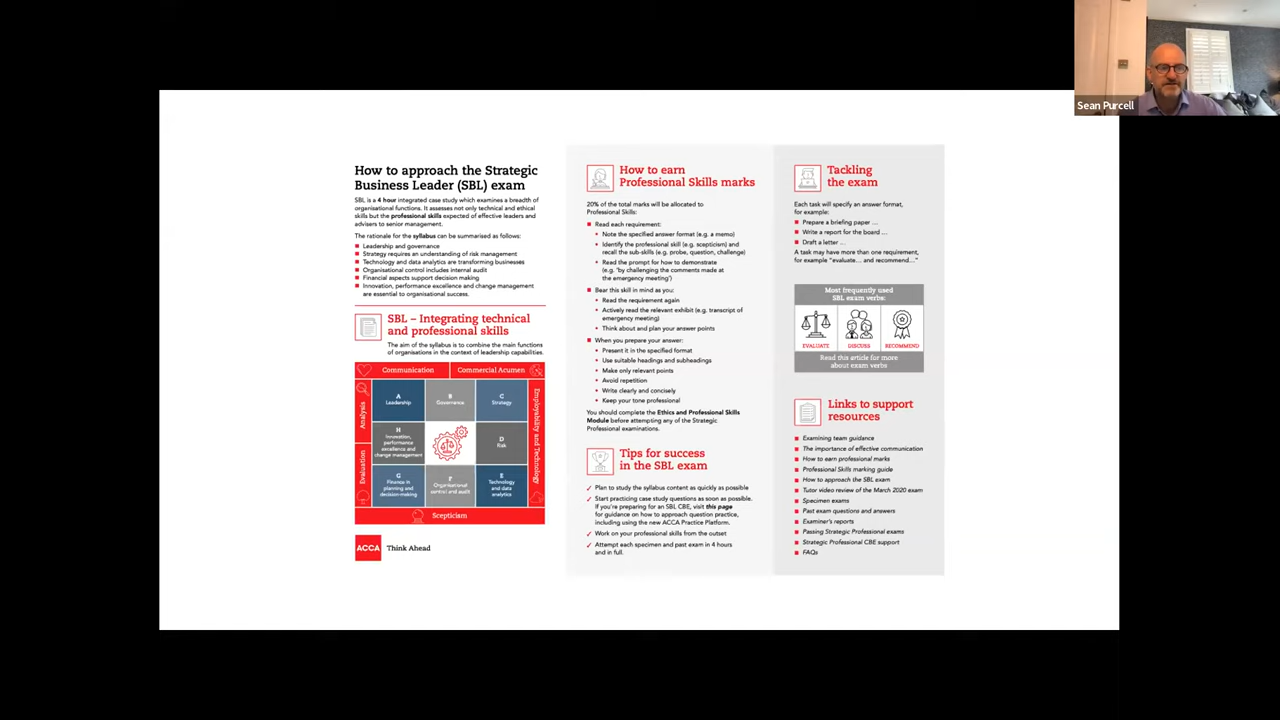 Sean Purcell
How to approach the Strategic
Business Leader (SBL) exam
SBL is a 4 hour integrated case study which examines a breadth of
organisational functions. It assesses not only technical and ethical
skills but the professional skills expected of effective leaders and
advisers to senior management.
The rationale for the syllabus can be summarised as follows:
Leadership and governance
Strategy requires an understanding of risk management
Technology and data analytics are transforming businesses
Organisational control includes internal audit
Financial aspects support decision making
Innovation, performance excellence and change management
are essential to organisational success.
SBL – Integrating technical
and professional skills
The aim of the syllabus is to combine the main functions
of organisations in the context of leadership capabilities.
Communication
Commercial Acumen
Analysis
Evaluation
Employability and Technology
A
Leadership
B
Governance
C
Strategy
H
Innovation,
performance
excellence and
change management
D
Risk
G
Finance in
planning and
decision-making
F
Organisational
control and audit
E
Technology
and data
analytics
Scepticism
ACCA
Think Ahead
How to earn
Professional Skills marks
20% of the total marks will be allocated to
Professional Skills:
Read each requirement:
Note the specified answer format (e.g. a memo)
Identify the professional skill (e.g. scepticism) and
recall the sub-skills (e.g. probe, question, challenge)
Read the prompt for how to demonstrate
(e.g. 'by challenging the comments made at
the emergency meeting')
Bear this skill in mind as you:
Read the requirement again
Actively read the relevant exhibit (e.g. transcript of
emergency meeting)
Think about and plan your answer points
When you prepare your answer:
Present it in the specified format
Use suitable headings and subheadings
Make only relevant points
Avoid repetition
Write clearly and concisely
Keep your tone professional
You should complete the Ethics and Professional Skills
Module before attempting any of the Strategic
Professional examinations.
Tips for success
in the SBL exam
✓ Plan to study the syllabus content as quickly as possible
✓ Start practicing case study questions as soon as possible.
If you're preparing for an SBL CBE, visit this page
for guidance on how to approach question practice,
including using the new ACCA Practice Platform.
✓ Work on your professional skills from the outset
✓ Attempt each specimen and past exam in 4 hours
and in full.
Tackling
the exam
Each task will specify an answer format,
for example:
Prepare a briefing paper ...
Write a report for the board ...
Draft a letter ...
A task may have more than one requirement,
for example "evaluate... and recommend..."
Most frequently used
SBL exam verbs:
EVALUATE
DISCUSS
RECOMMEND
Read this article for more
about exam verbs
Links to support
resources
Examining team guidance
The importance of effective communication
How to earn professional marks
Professional Skills marking guide
How to approach the SBL exam
Tutor video review of the March 2020 exam
Specimen exams
Past exam questions and answers
Examiner's reports
Passing Strategic Professional exams
Strategic Professional CBE support
FAQs